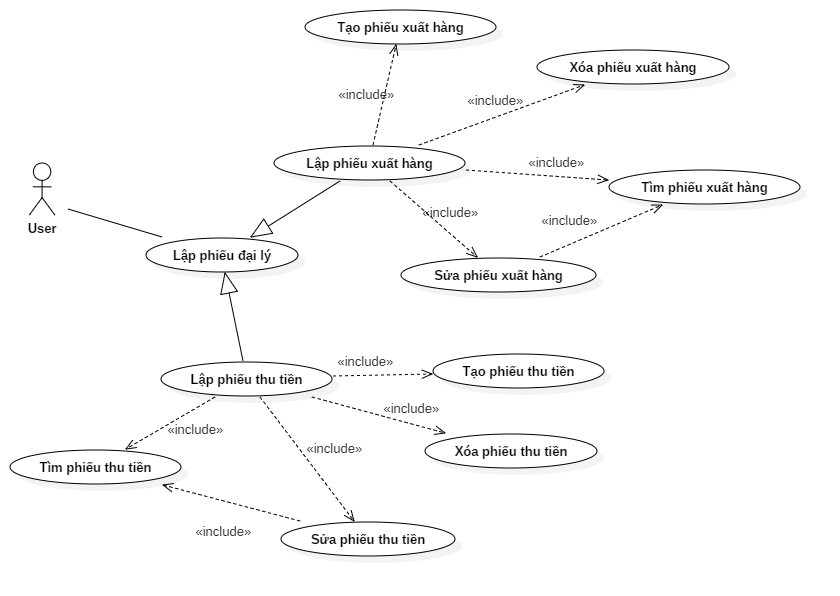 Tạo phiếu xuất hàng
Xóa phiếu xuất hàng
«include»
«include»
Lập phiếu xuất hàng
«include»
Tìm phiếu xuất hàng
«include»
«include»
User
Lập phiếu đại lý
Sửa phiếu xuất hàng
«include»
Tạo phiếu thu tiền
Lập phiếu thu tiền
«include»
«include»
«include»
Xóa phiếu thu tiền
Tìm phiếu thu tiền
«include»
Sửa phiếu thu tiền